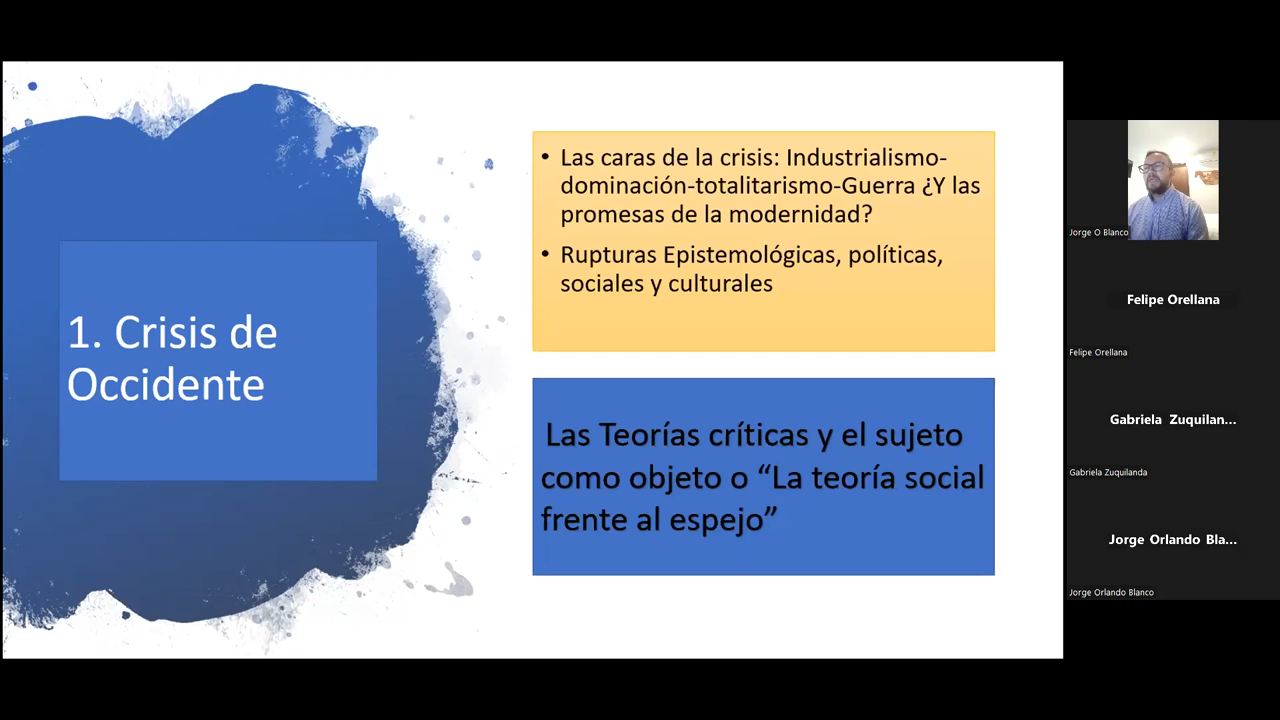 1. Crisis de
Occidente
• Las caras de la crisis: Industrialismo-
dominación-totalitarismo-Guerra ¿Y las
promesas de la modernidad?
• Rupturas Epistemológicas, políticas,
sociales y culturales
Las Teorías críticas y el sujeto
como objeto o “La teoría social
frente al espejo”
Jorge O Blanco
Felipe Orellana
Felipe Orellana
Gabriela Zuquilan...
Gabriela Zuquilanda
Jorge Orlando Bla...
Jorge Orlando Blanco